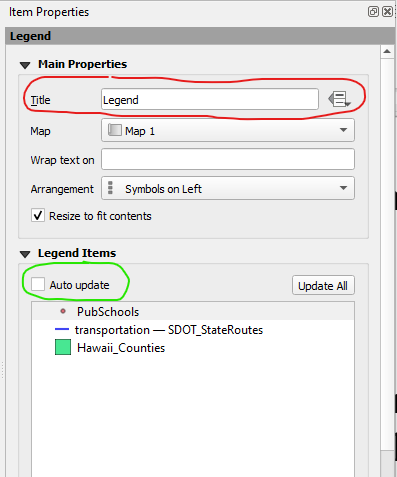 Item Properties
Legend
Main Properties
Title Legend
Map Map 1
Wrap text on
Arrangement Symbols on Left
Resize to fit contents
Legend Items
Auto update Update All
PubSchools
transportation — SDOT_StateRoutes
Hawaii_Counties